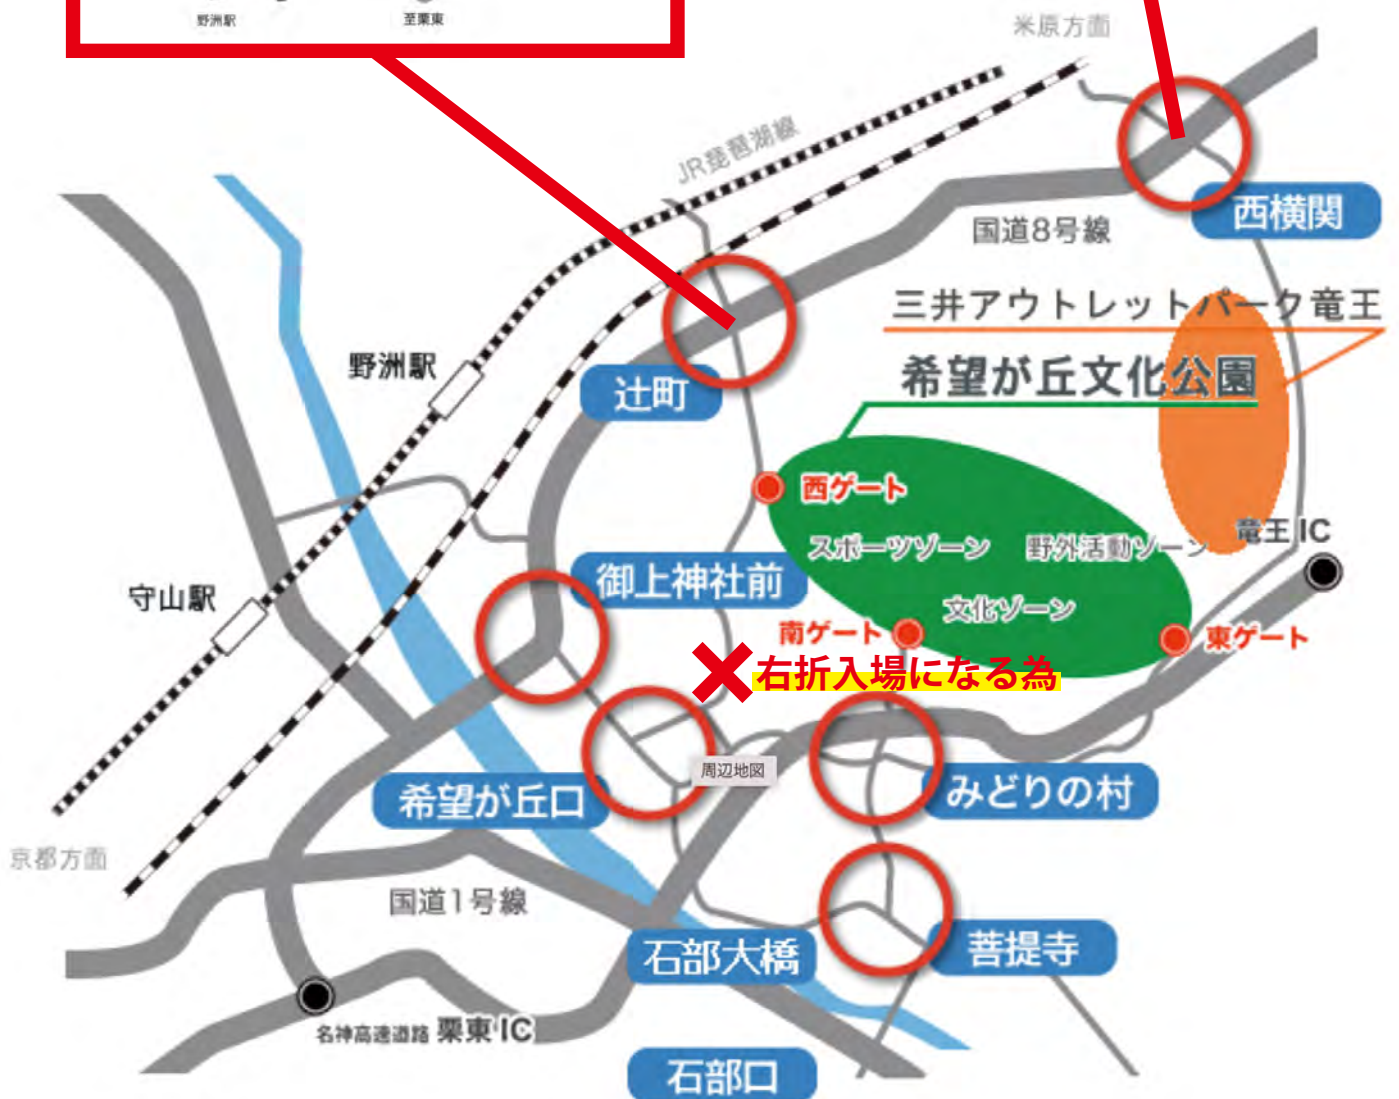 野洲駅
至栗東
米原方面
JR琵琶湖線
西横関
国道8号線
三井アウトレットパーク竜王
希望が丘文化公園
野洲駅
辻町
西ゲート
スポーツゾーン
野外活動ゾーン
竜王 IC
御上神社前
守山駅
文化ゾーン
南ゲート
東ゲート
右折入場になる為
周辺地図
希望が丘口
みどりの村
京都方面
国道1号線
石部大橋
菩提寺
名神高速道路 栗東 IC
石部口